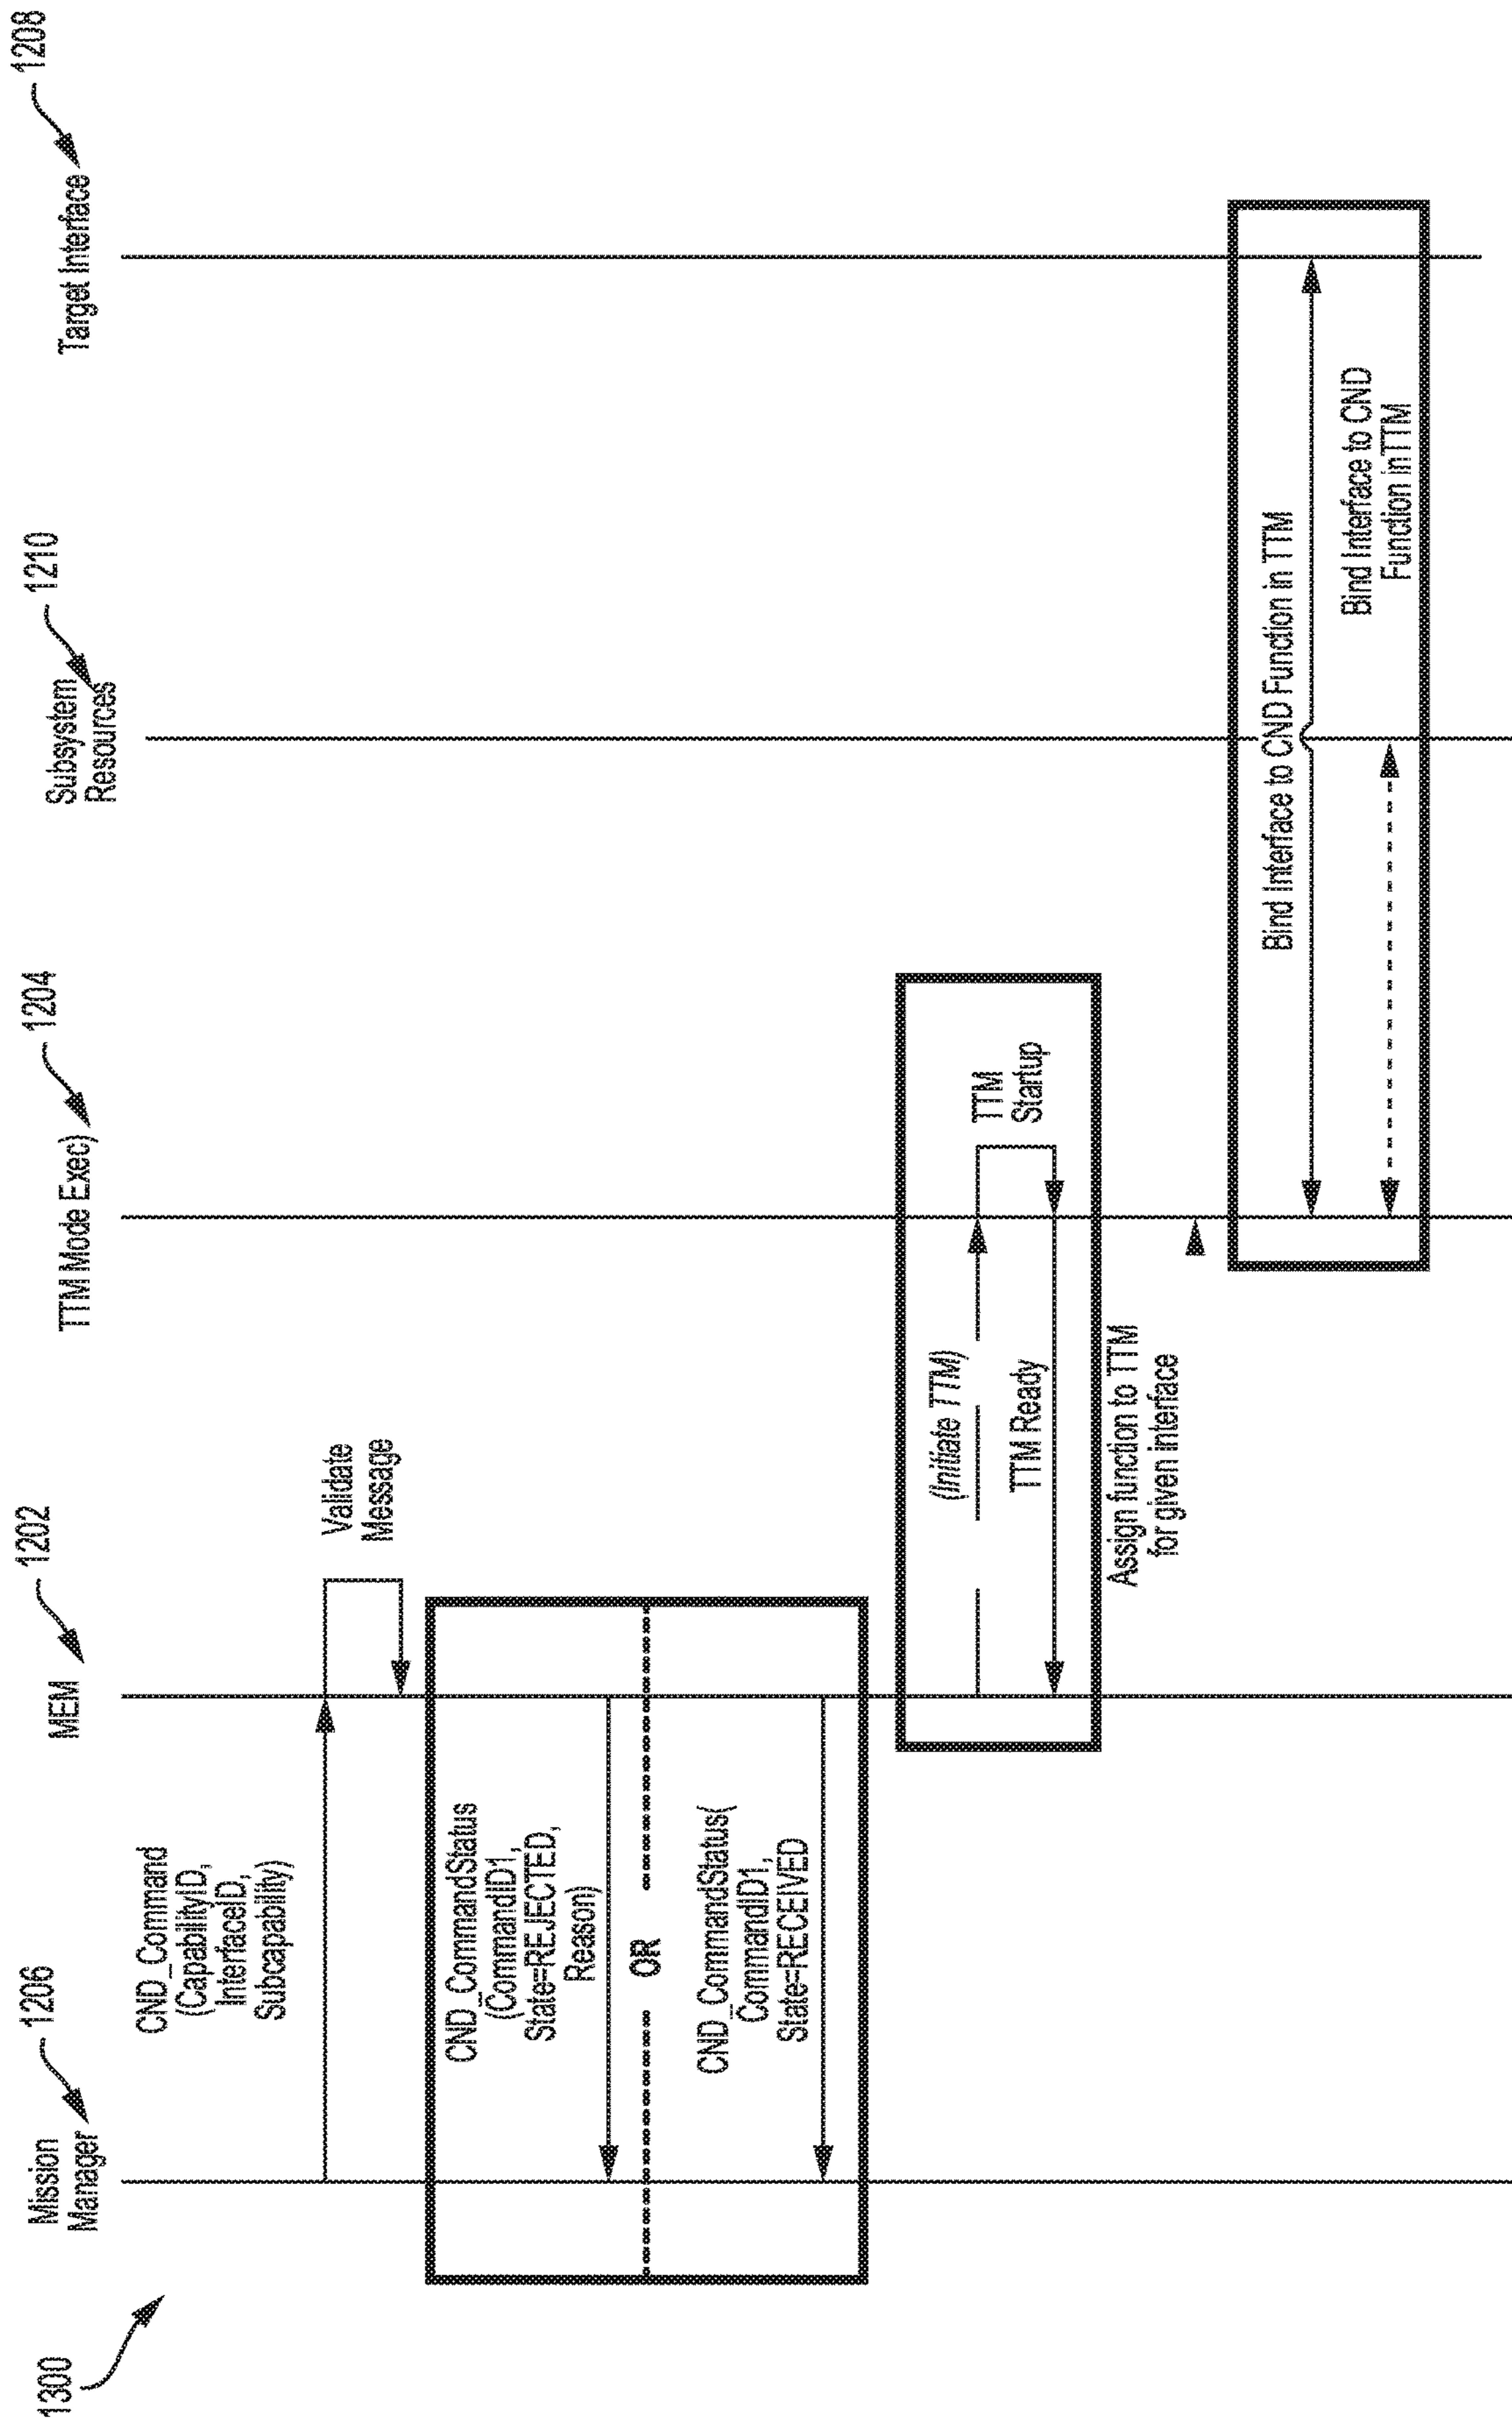 1300
Mission
Manager
1206
MEM
1202
TTM Mode Exec)
1204
Subsystem
Resources
1210
Target Interface
1208
CND_Command
(CapabilityID,
InterfaceID,
Subcapability)
Validate
Message
CND_CommandStatus
(CommandID1,
State=REJECTED,
Reason)
OR
CND_CommandStatus(
CommandID1,
State=RECEIVED
(Initiate TTM)
TTM
Startup
TTM Ready
Assign function to TTM
for given interface
Bind Interface to CND Function in TTM
Bind Interface to CND
Function in TTM